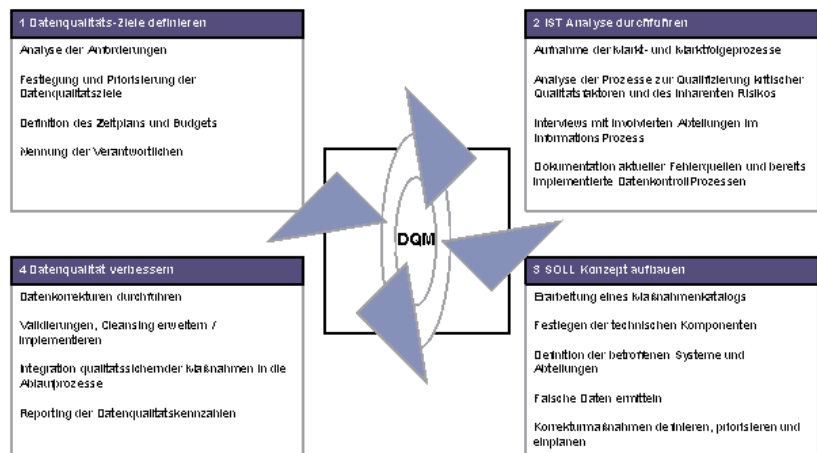 1 Datenqualitäts-Ziele definieren
Analyse der Anforderungen
Festlegung und Priorisierung der
Datenqualitätsziele
Definition des Zeitplans und Budgets
Nennung der Verantwortlichen
2 IST Analyse durchführen
Aufnahme der Markt- und Marktfolgeprozesse
Analyse der Prozesse zur Qualifizierung kritischer
Qualitätsfaktoren und des inhärenten Risikos
Interviews mit involvierten Abteilungen im
Informations Prozess
Dokumentation aktueller Fehlerquellen und bereits
implementierte Datenkontroll Prozessen
DQM
4 Datenqualität verbessern
Datenkorrekturen durchführen
Validierungen, Cleansing erweitern /
implementieren
Integration qualitätssichernder Maßnahmen in die
Ablaufprozesse
Reporting der Datenqualitätskennzahlen
3 SOLL Konzept aufbauen
Erarbeitung eines Maßnahmenkatalogs
Festlegen der technischen Komponenten
Definition der betroffenen Systeme und
Abteilungen
Falsche Daten ermitteln
Korrekturmaßnahmen definieren, priorisieren und
einplanen